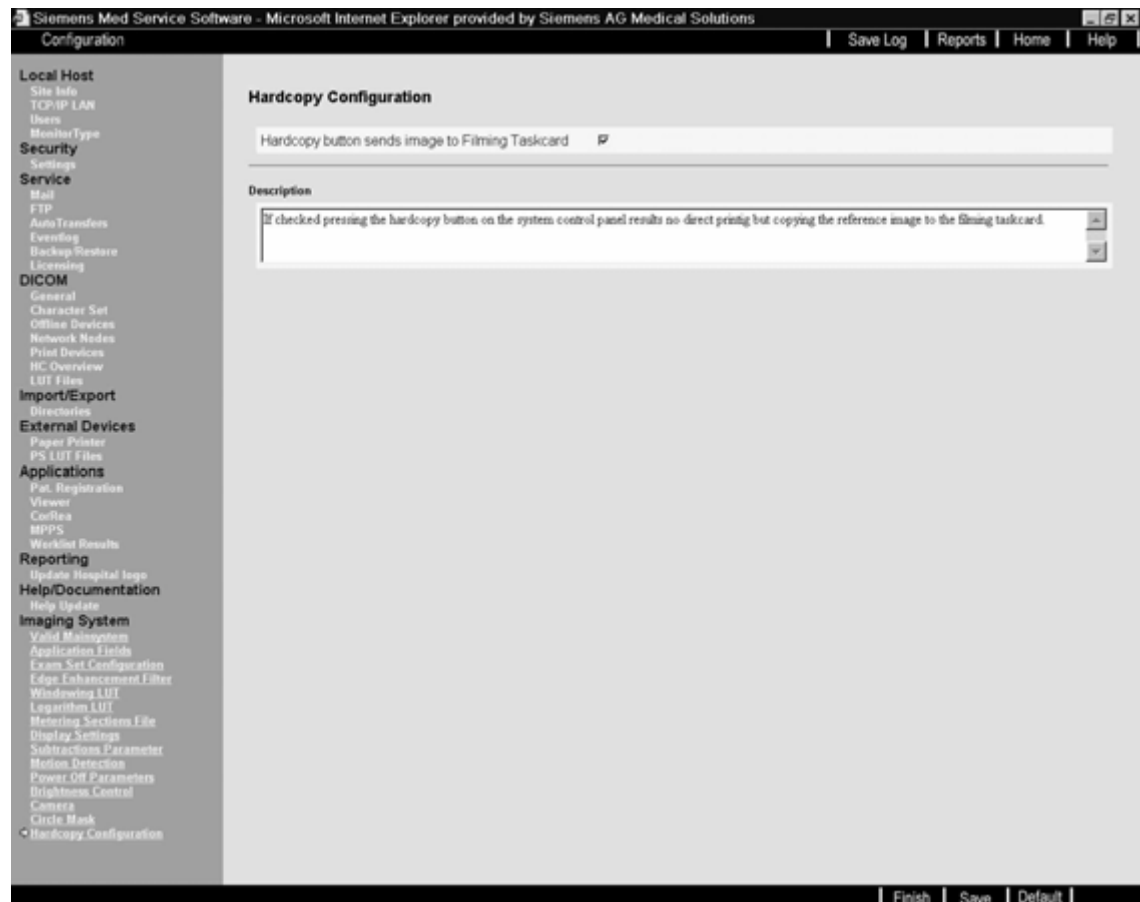 Siemens Med Service Software - Microsoft Internet Explorer provided by Siemens AG Medical Solutions
Configuration
Save Log
Reports
Home
Help
Local Host
Site Info
TCP/IP LAN
Users
MonitorType
Security
Settings
Service
Mail
FTP
AutoTransfers
Eventlog
Backup/Restore
Licensing
DICOM
General
Character Set
Offline Devices
Network Nodes
Print Devices
HC Overview
LUT Files
Import/Export
Directories
External Devices
Paper Printer
PS LUT Files
Applications
Pat. Registration
Viewer
CorRea
MPPS
Worklist Results
Reporting
Update Hospital logo
Help/Documentation
Help Update
Imaging System
Valid Mainsystem
Application Fields
Exam Set Configuration
Edge Enhancement Filter
Windowing LUT
Logarithm LUT
Metering Sections File
Display Settings
Subtractions Parameter
Motion Detection
Power Off Parameters
Brightness Control
Camera
Circle Mask
Hardcopy Configuration
Hardcopy Configuration
Hardcopy button sends image to Filming Taskcard
Description
If checked pressing the hardcopy button on the system control panel results no direct printig but copying the reference image to the filming taskcard.
Finish
Save
Default